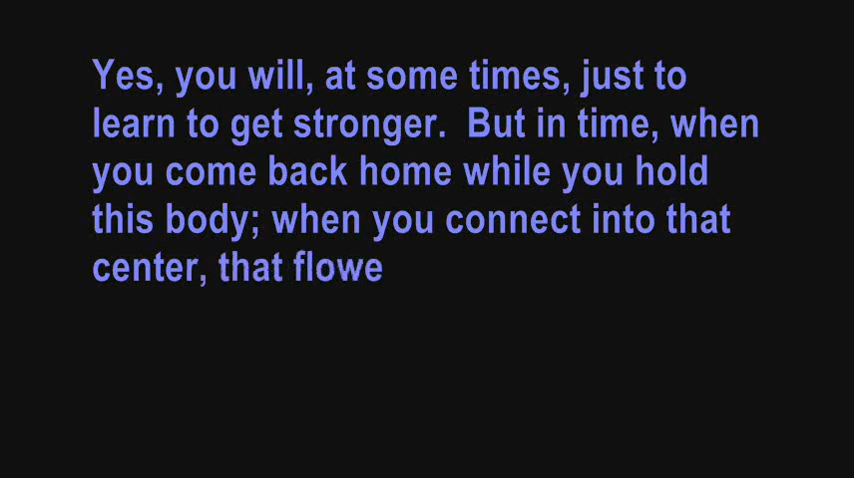 Yes, you will, at some times, just to
learn to get stronger.  But in time, when
you come back home while you hold
this body; when you connect into that
center, that flowe